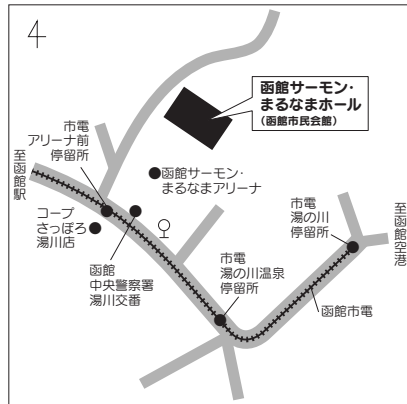 4
函館サーモン・
まるなまホール
（函館市民会館）
市電
アリーナ前
停留所
函館サーモン・
まるなまアリーナ
至函館駅
コープ
さっぽろ
湯川店
函館
中央警察署
湯川交番
市電
湯の川
停留所
至函館空港
市電
湯の川温泉
停留所
函館市電